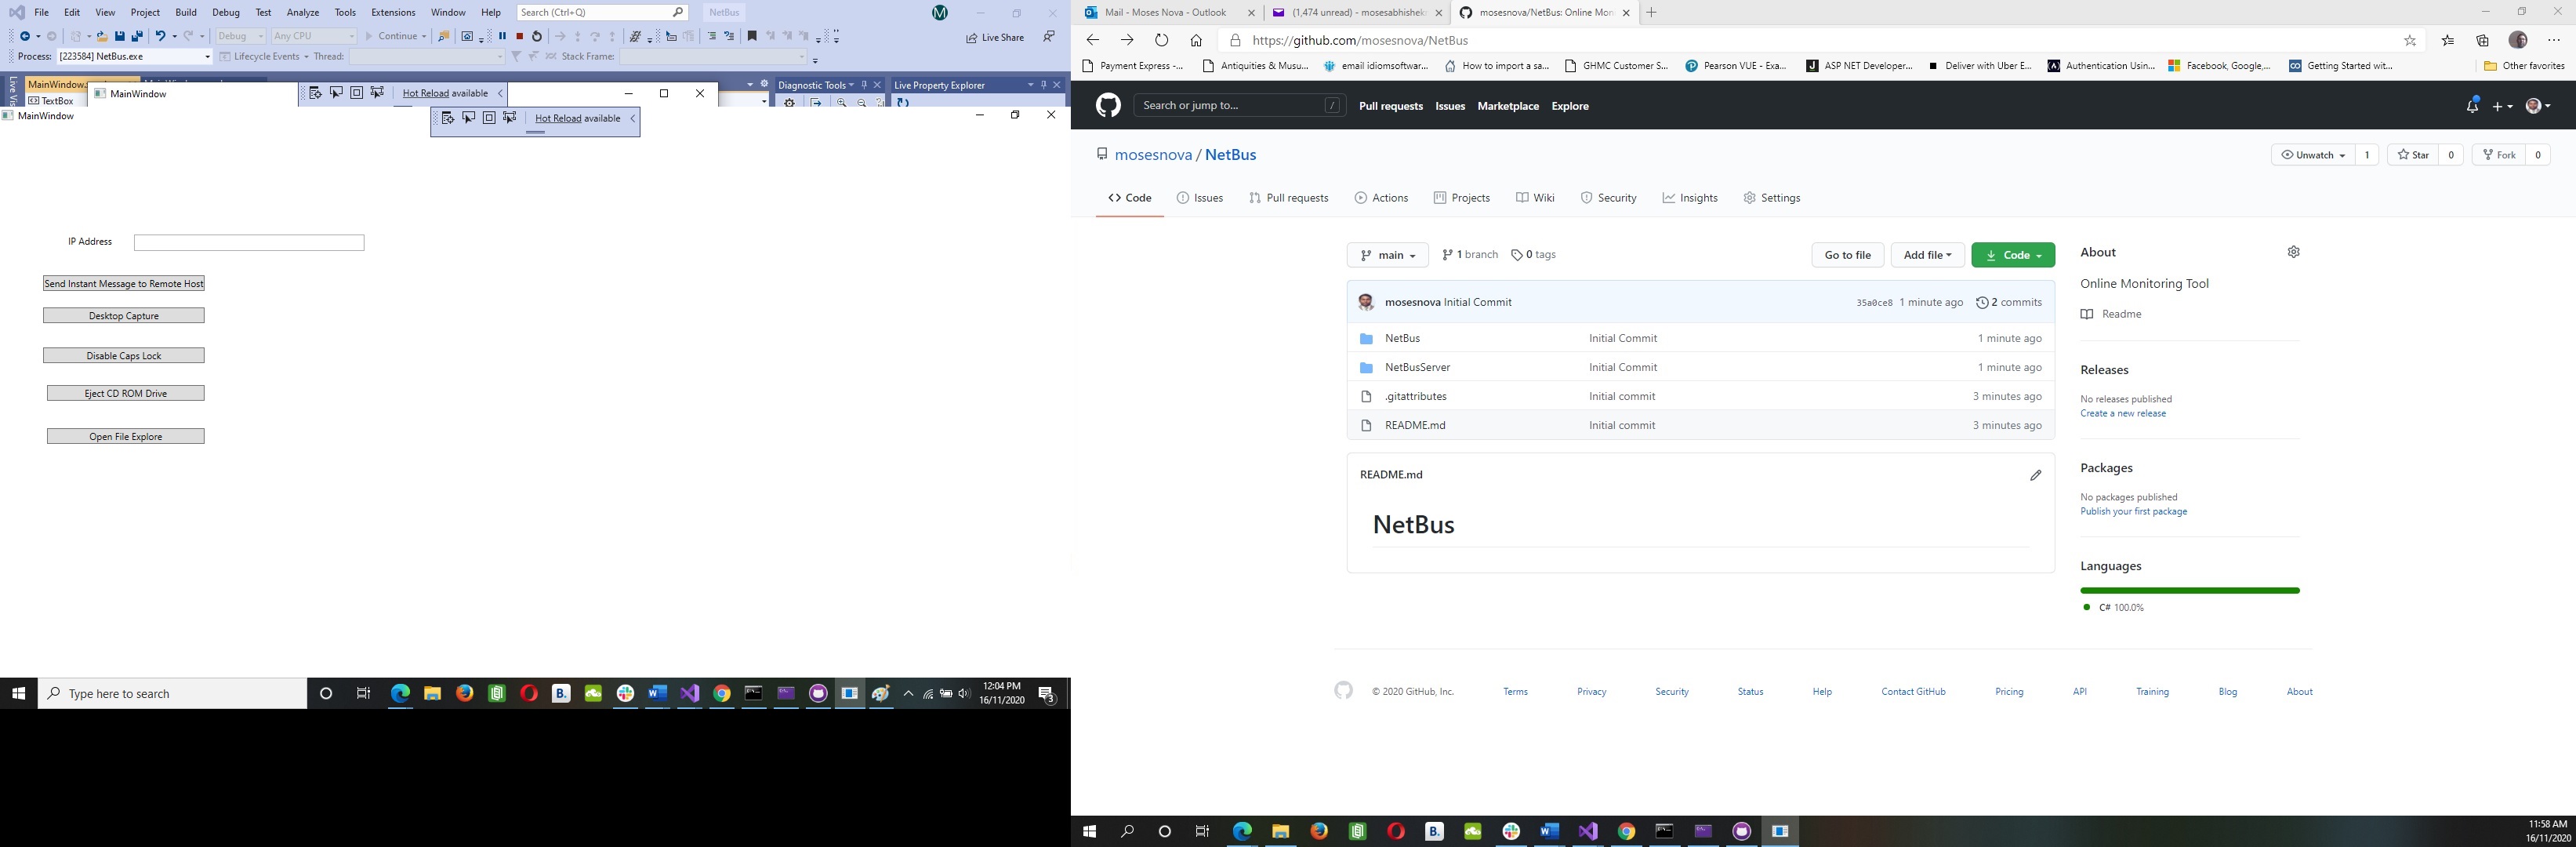 File Edit View Project Build Debug Test Analyze Tools Extensions Window Help Search (Ctrl+Q) NetBus M
Debug Any CPU Continue Live Share
Process: [223584] NetBus.exe Lifecycle Events Thread: Stack Frame:
MainWindow. Diagnostic Tools Live Property Explorer
MainWindow Hot Reload available
TextBox
MainWindow
Hot Reload available
IP Address
Send Instant Message to Remote Host
Desktop Capture
Disable Caps Lock
Eject CD ROM Drive
Open File Explore
Type here to search
B.
12:04 PM
16/11/2020
3
Mail - Moses Nova - Outlook
(1,474 unread) - mosesabhishek
mosesnova/NetBus: Online Mon
https://github.com/mosesnova/NetBus
Payment Express -... Antiquities & Musu... email idiomsoftwar... How to import a sa... GHMC Customer S... Pearson VUE - Exa... ASP NET Developer... Deliver with Uber E... Authentication Usin... Facebook, Google,... Getting Started wit... Other favorites
Search or jump to... / Pull requests Issues Marketplace Explore
mosesnova / NetBus
Unwatch 1 Star 0 Fork 0
Code Issues Pull requests Actions Projects Wiki Security Insights Settings
main 1 branch 0 tags Go to file Add file Code
mosesnova Initial Commit 35a0ce8 1 minute ago 2 commits
NetBus Initial Commit 1 minute ago
NetBusServer Initial Commit 1 minute ago
.gitattributes Initial commit 3 minutes ago
README.md Initial commit 3 minutes ago
README.md
NetBus
About
Online Monitoring Tool
Readme
Releases
No releases published
Create a new release
Packages
No packages published
Publish your first package
Languages
C# 100.0%
© 2020 GitHub, Inc. Terms Privacy Security Status Help Contact GitHub Pricing API Training Blog About
B.
11:58 AM
16/11/2020